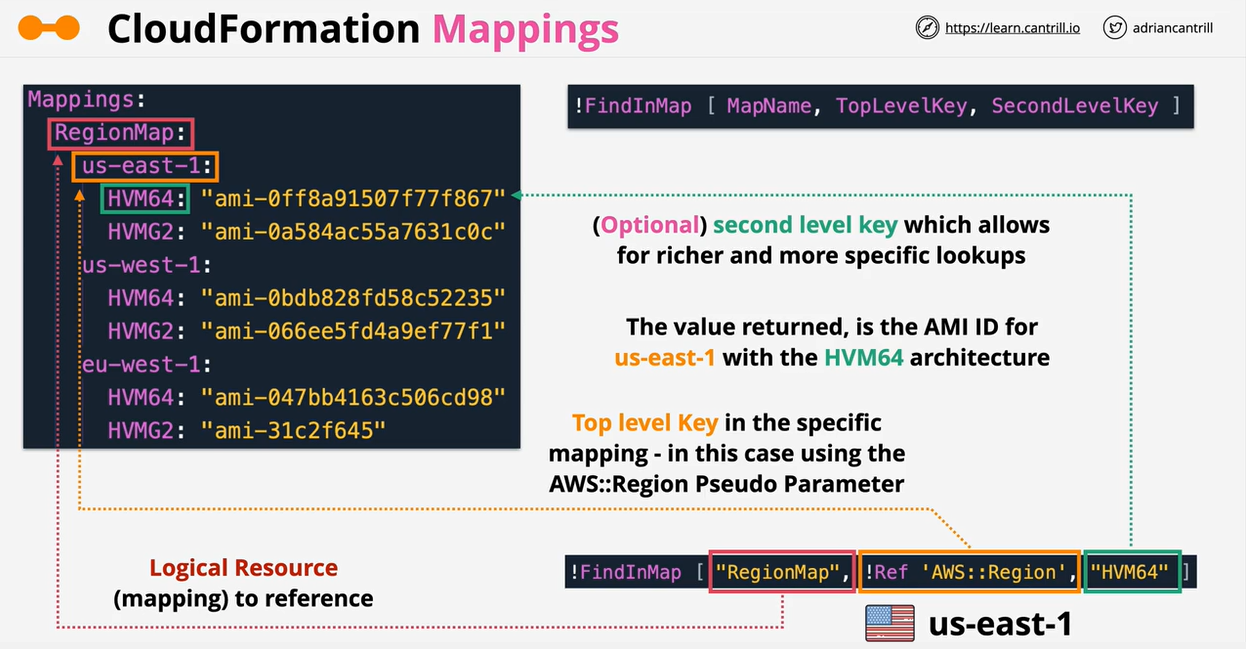 CloudFormation Mappings
https://learn.cantrill.io
adriancantrill
Mappings:
RegionMap:
us-east-1:
HVM64: "ami-0ff8a91507f77f867"
HVMG2: "ami-0a584ac55a7631c0c"
us-west-1:
HVM64: "ami-0bdb828fd58c52235"
HVMG2: "ami-066ee5fd4a9ef77f1"
eu-west-1:
HVM64: "ami-047bb4163c506cd98"
HVMG2: "ami-31c2f645"
!FindInMap [ MapName, TopLevelKey, SecondLevelKey ]
(Optional) second level key which allows
for richer and more specific lookups
The value returned, is the AMI ID for
us-east-1 with the HVM64 architecture
Top level Key in the specific
mapping - in this case using the
AWS::Region Pseudo Parameter
Logical Resource
(mapping) to reference
!FindInMap [ "RegionMap", !Ref 'AWS::Region', "HVM64" ]
us-east-1